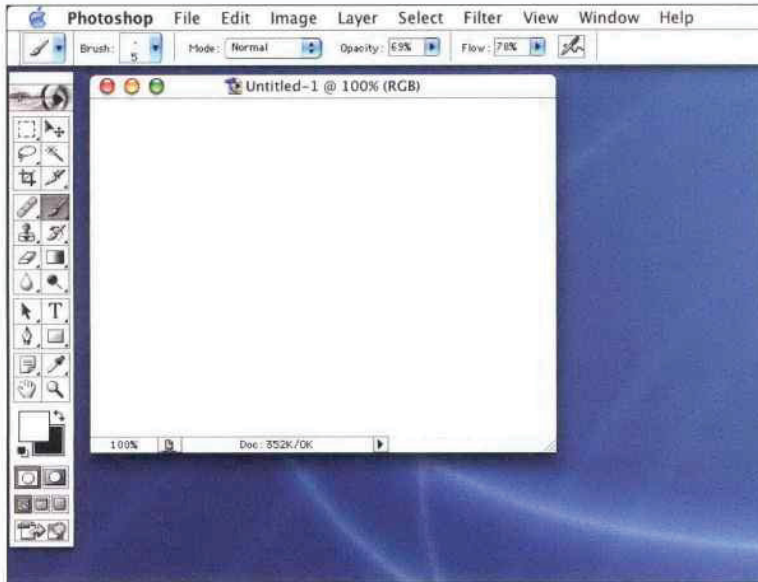 Photoshop File Edit Image Layer Select Filter View Window Help
Brush: 5 Mode: Normal Opacity: 69% Flow: 78%
Untitled-1 @ 100% (RGB)
T
100% Doc: 352K/0K